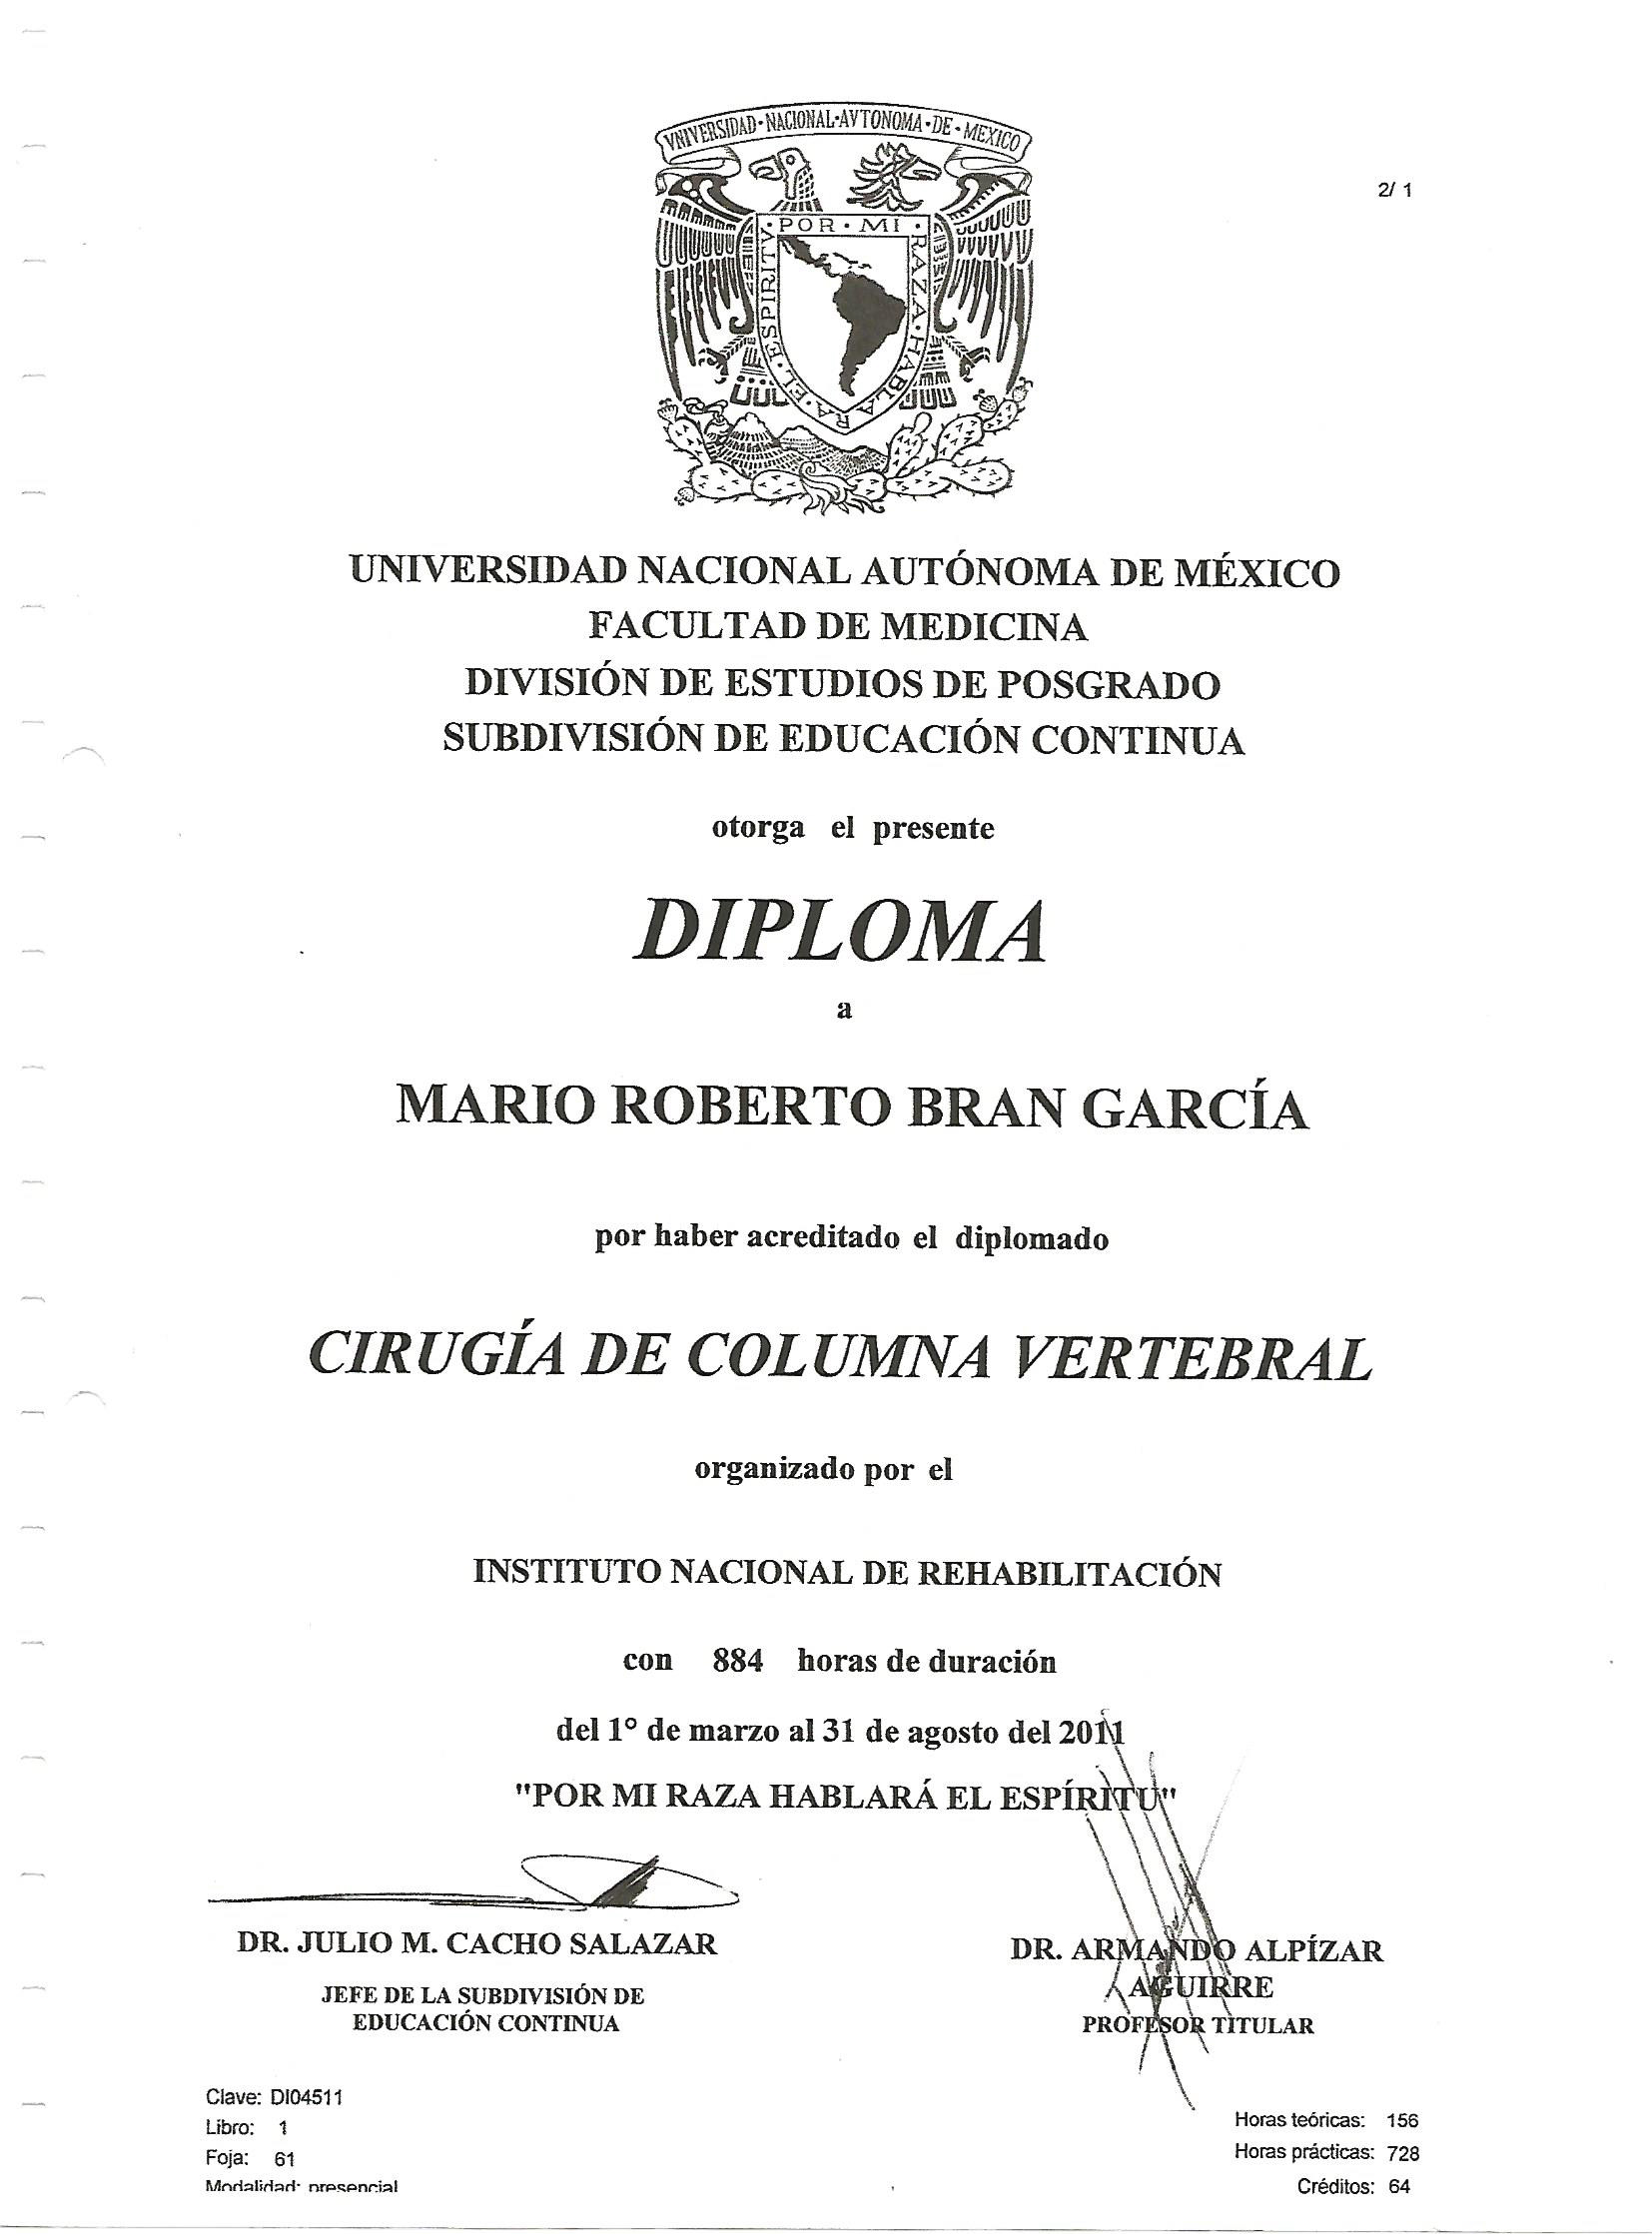 VNIVERSIDAD·NACIONAL·AVTONOMA·DE·MEXICO
2/ 1
·POR·MI·RAZA·HABLARA·EL·ESPIRITV
UNIVERSIDAD NACIONAL AUTÓNOMA DE MÉXICO
FACULTAD DE MEDICINA
DIVISIÓN DE ESTUDIOS DE POSGRADO
SUBDIVISIÓN DE EDUCACIÓN CONTINUA
otorga el presente
DIPLOMA
a
MARIO ROBERTO BRAN GARCÍA
por haber acreditado el diplomado
CIRUGÍA DE COLUMNA VERTEBRAL
organizado por el
INSTITUTO NACIONAL DE REHABILITACIÓN
con 884 horas de duración
del 1° de marzo al 31 de agosto del 2011
"POR MI RAZA HABLARÁ EL ESPÍRITU"
DR. JULIO M. CACHO SALAZAR
JEFE DE LA SUBDIVISIÓN DE
EDUCACIÓN CONTINUA
DR. ARMANDO ALPÍZAR
AGUIRRE
PROFESOR TITULAR
Clave: DI04511
Libro: 1
Foja: 61
Modalidad: presencial
Horas teóricas: 156
Horas prácticas: 728
Créditos: 64